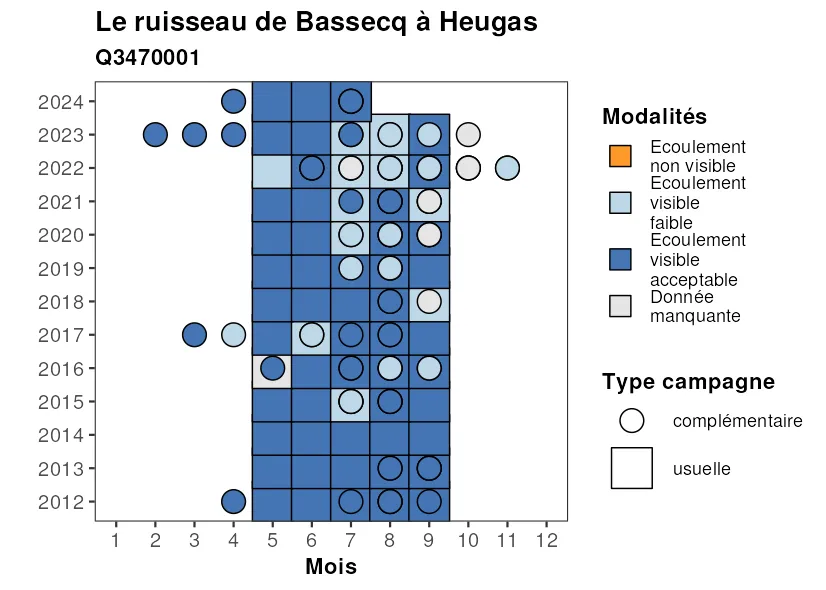 Le ruisseau de Bassecq à Heugas
Q3470001
2024
2023
2022
2021
2020
2019
2018
2017
2016
2015
2014
2013
2012
1 2 3 4 5 6 7 8 9 10 11 12
Mois
Modalités
Ecoulement
non visible
Ecoulement
visible
faible
Ecoulement
visible
acceptable
Donnée
manquante
Type campagne
complémentaire
usuelle